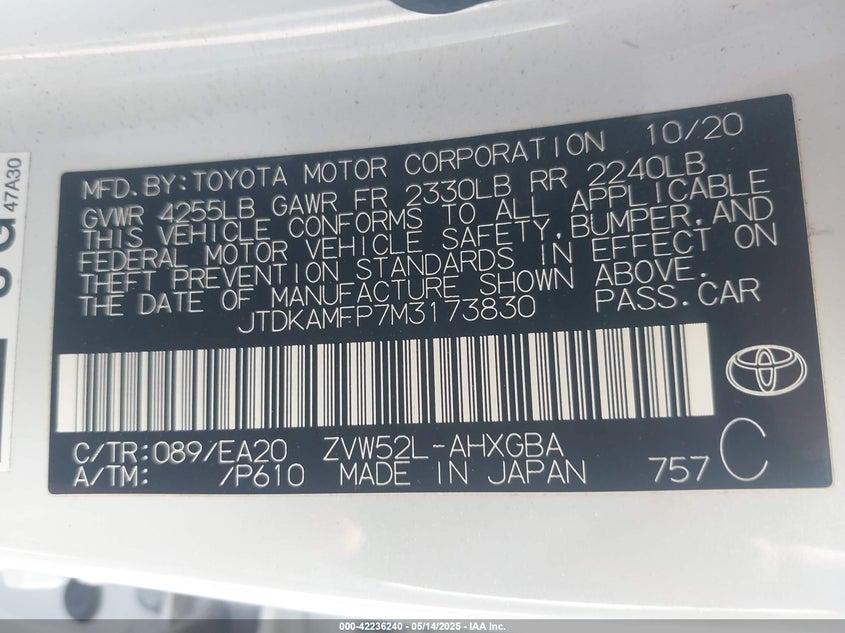 47A30
MFD. BY: TOYOTA MOTOR CORPORATION 10/20
GVWR 4255LB GAWR FR 2330LB RR 2240LB
THIS VEHICLE CONFORMS TO ALL APPLICABLE
FEDERAL MOTOR VEHICLE SAFETY, BUMPER, AND
THEFT PREVENTION STANDARDS IN EFFECT ON
THE DATE OF MANUFACTURE SHOWN ABOVE.
JTDKAMFP7M3173830 PASS. CAR
C/TR: 089/EA20 ZVW52L-AHXGBA
A/TM: /P610 MADE IN JAPAN 757 C
000-42236240 - 05/14/2025 - IAA Inc.